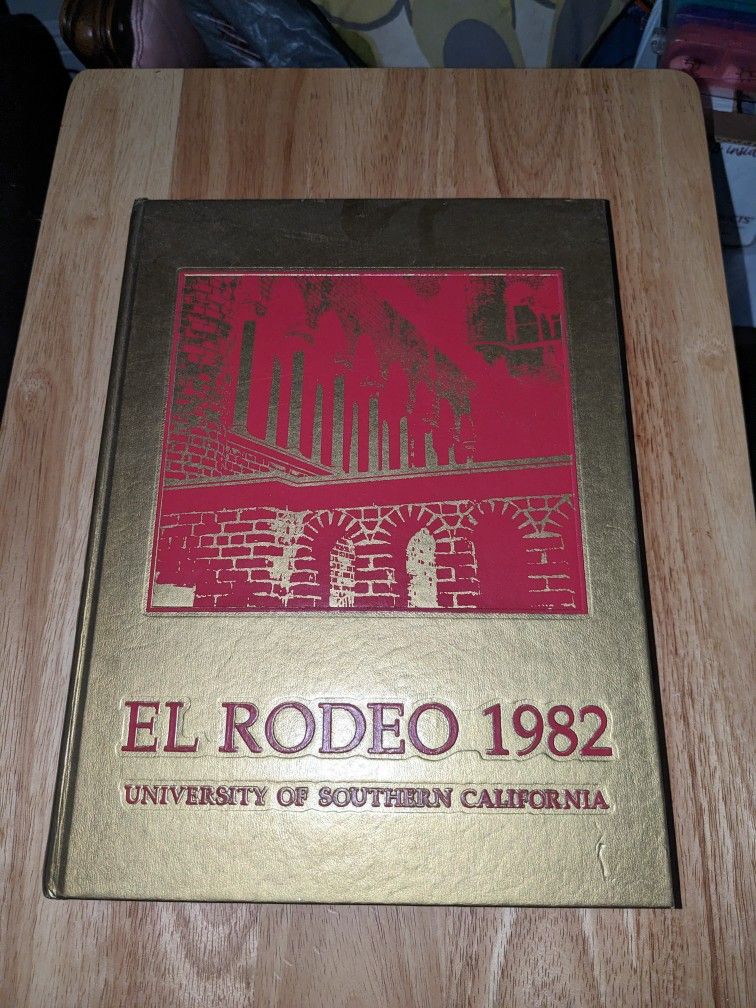 EL RODEO 1982
UNIVERSITY OF SOUTHERN CALIFORNIA